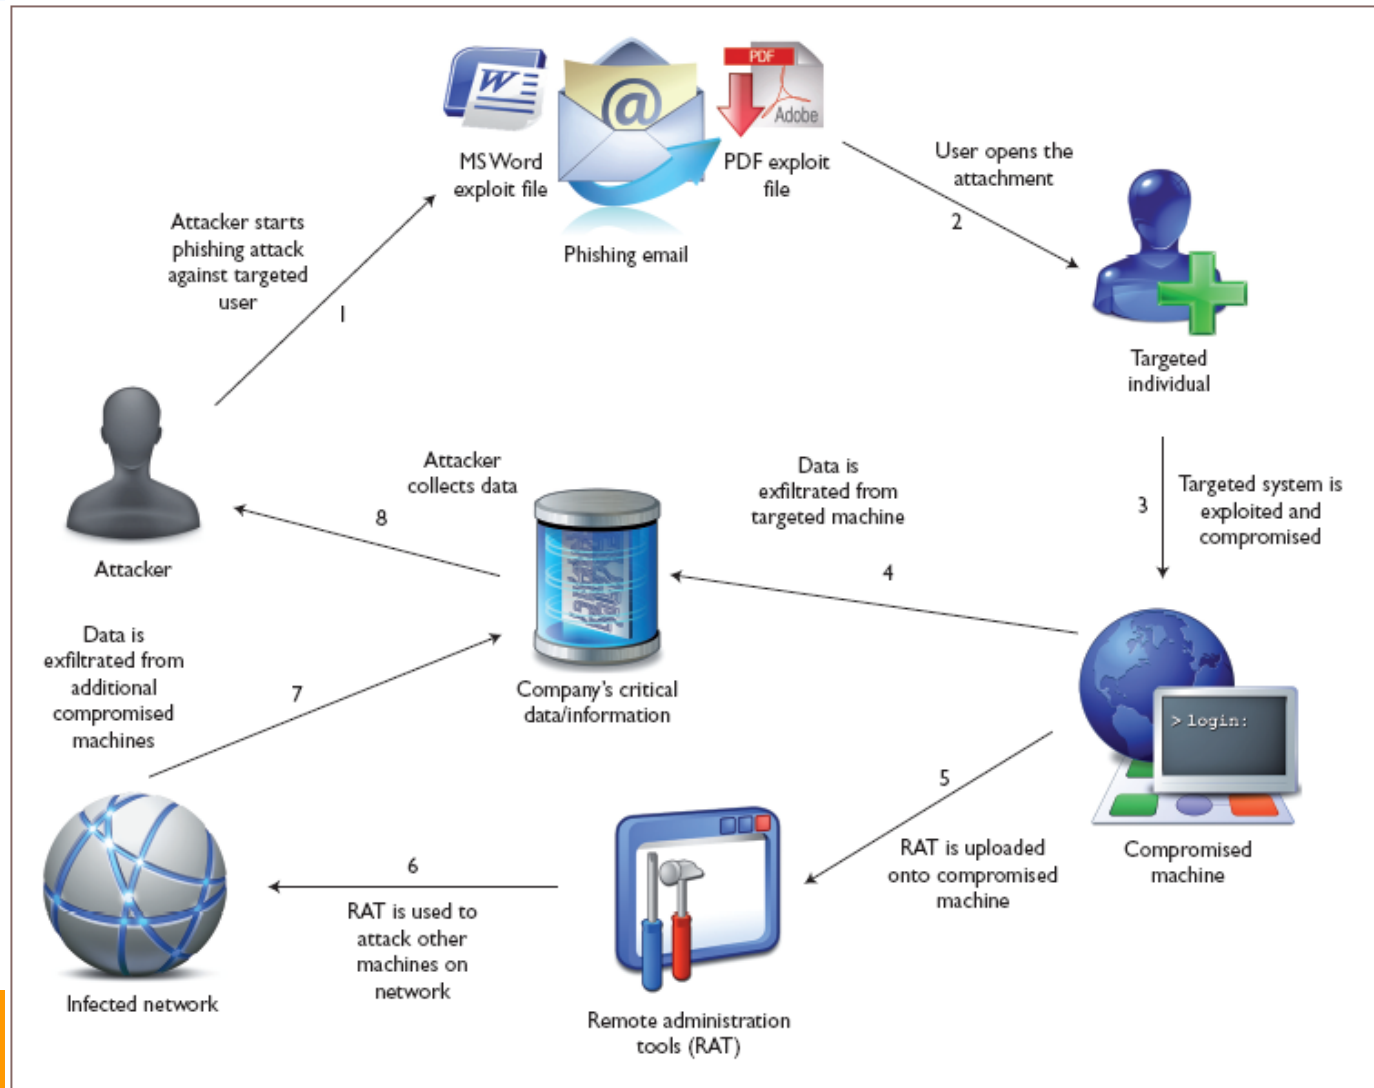 W
@
PDF
Adobe
MS Word
exploit file
PDF exploit
file
Phishing email
User opens the
attachment
2
Attacker starts
phishing attack
against targeted
user
1
Targeted
individual
Attacker
Attacker
collects data
8
Data is
exfiltrated from
targeted machine
4
3
Targeted system is
exploited and
compromised
Data is
exfiltrated from
additional
compromised
machines
7
Company's critical
data/information
> login:
5
RAT is uploaded
onto compromised
machine
Compromised
machine
6
RAT is used to
attack other
machines on
network
Infected network
Remote administration
tools (RAT)